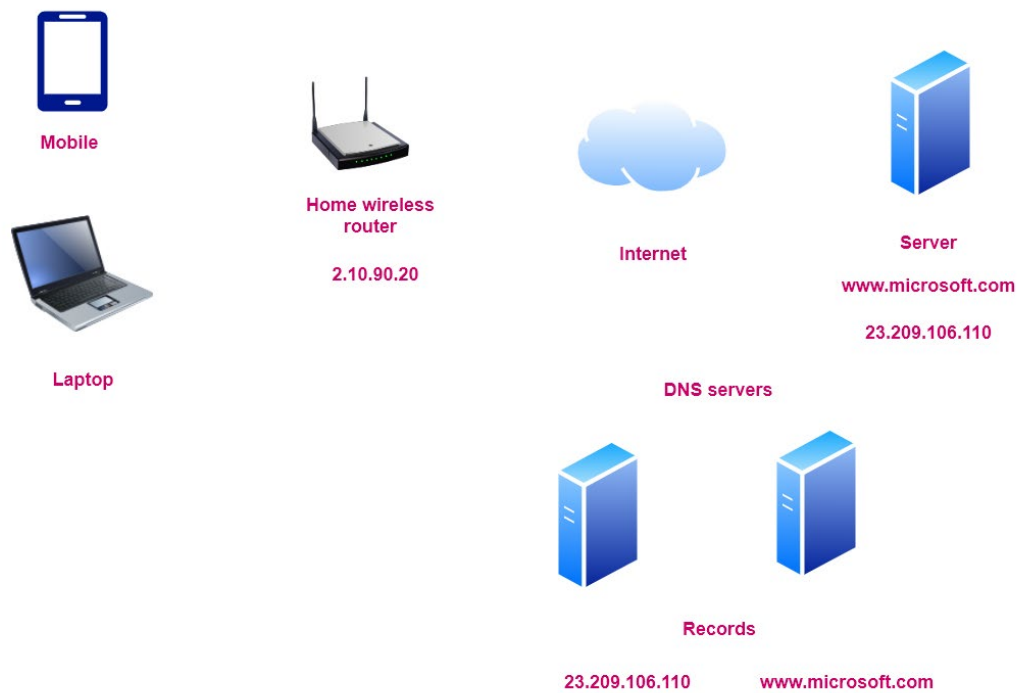 Mobile
Laptop
Home wireless
router
2.10.90.20
Internet
Server
www.microsoft.com
23.209.106.110
DNS servers
Records
23.209.106.110
www.microsoft.com